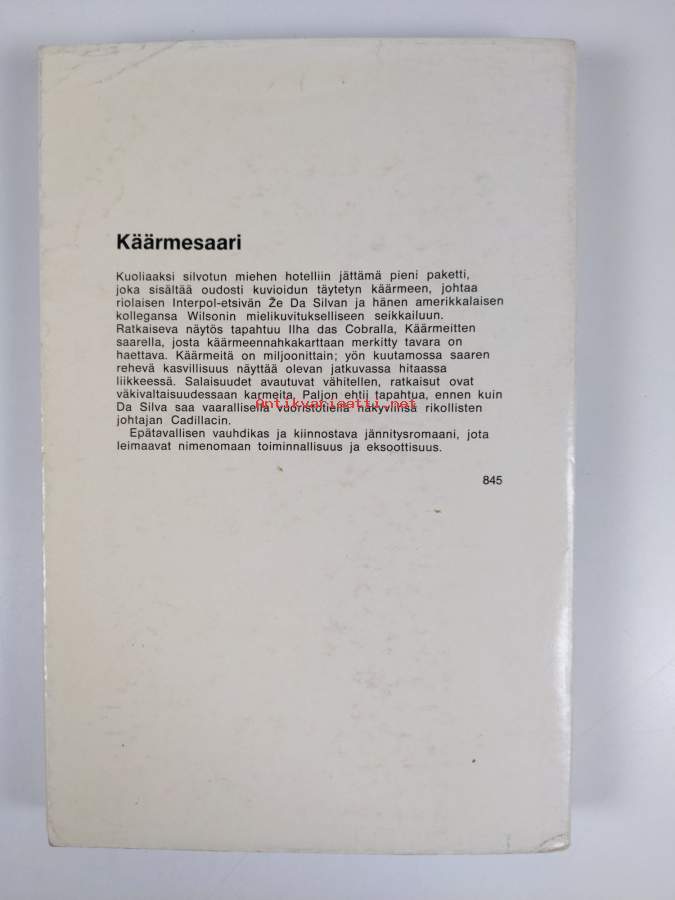 Käärmesaari
Kuoliaaksi silvotun miehen hotelliin jättämä pieni paketti,
joka sisältää oudosti kuvioidun täytetyn käärmeen, johtaa
riolaisen Interpol-etsivän Že Da Silvan ja hänen amerikkalaisen
kollegansa Wilsonin mielikuvitukselliseen seikkailuun.
Ratkaiseva näytös tapahtuu Ilha das Cobralla, Käärmeitten
saarella, josta käärmeennahkakarttaan merkitty tavara on
haettava. Käärmeitä on miljoonittain; yön kuutamossa saaren
rehevä kasvillisuus näyttää olevan jatkuvassa hitaassa
liikkeessä. Salaisuudet avautuvat vähitellen, ratkaisut ovat
väkivaltaisuudessaan karmeita. Paljon ehtii tapahtua, ennen kuin
Antikvariaatti.net
Da Silva saa vaarallisella vuoristotiellä näkyviinsä rikollisten
johtajan Cadillacin.
Epätavallisen vauhdikas ja kiinnostava jännitysromaani, jota
leimaavat nimenomaan toiminnallisuus ja eksoottisuus.
845